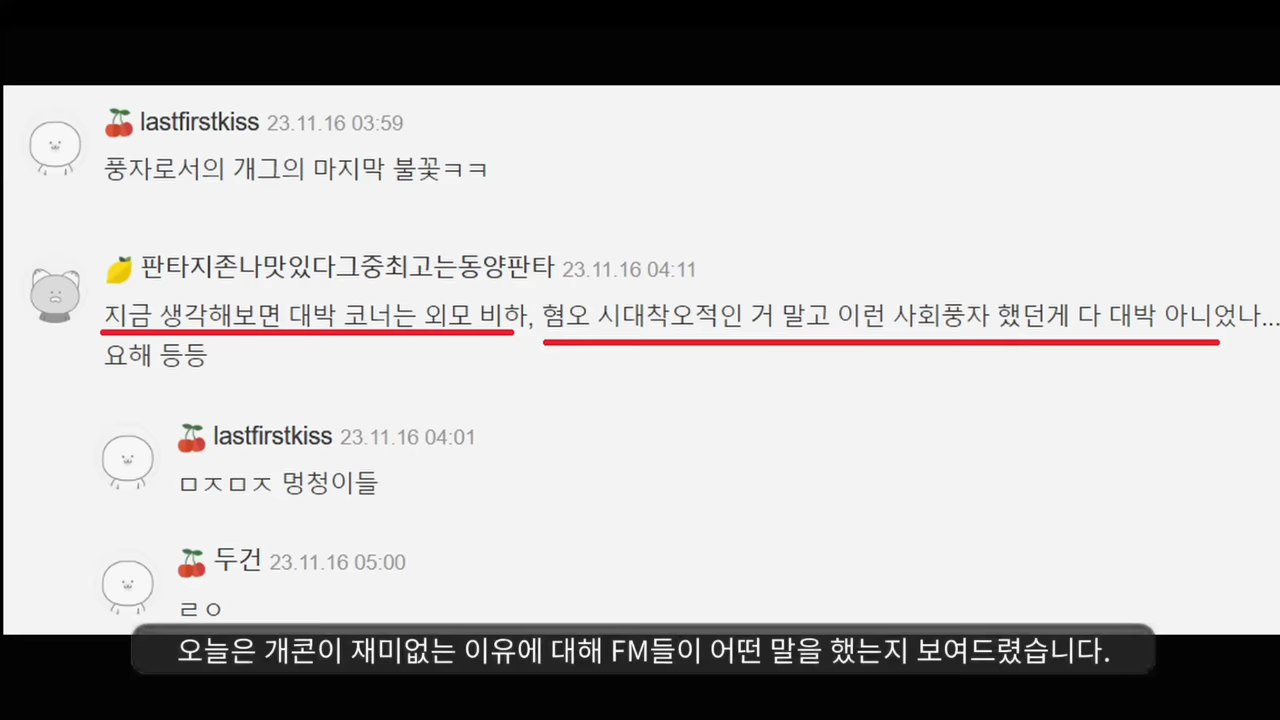 lastfirstkiss 23.11.16 03:59
풍자로서의 개그의 마지막 불꽃ㅋㅋ
판타지존나맛있다그중최고는동양판타 23.11.16 04:11
지금 생각해보면 대박 코너는 외모 비하, 혐오 시대착오적인 거 말고 이런 사회풍자 했던게 다 대박 아니었나...
요해 등등
lastfirstkiss 23.11.16 04:01
ㅁㅈㅁㅈ 멍청이들
두건 23.11.16 05:00
ㄹㅇ
오늘은 개콘이 재미없는 이유에 대해 FM들이 어떤 말을 했는지 보여드렸습니다.